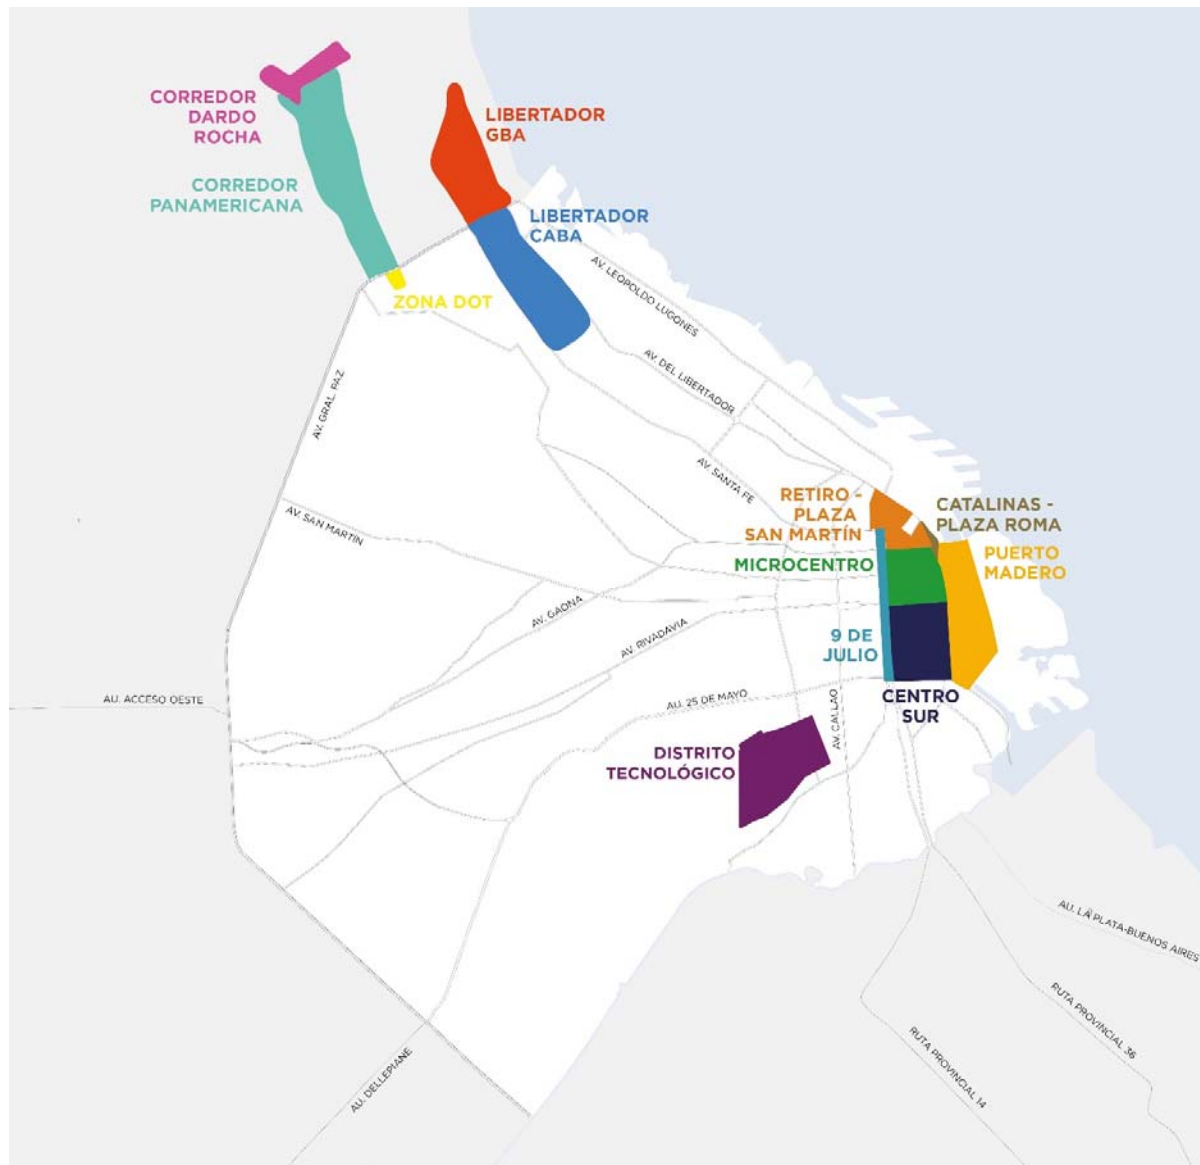 CORREDOR
DARDO
ROCHA
LIBERTADOR
GBA
CORREDOR
PANAMERICANA
LIBERTADOR
CABA
ZONA DOT
AV. LEOPOLDO LUGONES
AV. DEL LIBERTADOR
AV. GRAL. PAZ
AV. SANTA FE
AV. SAN MARTÍN
RETIRO -
PLAZA
SAN MARTÍN
CATALINAS -
PLAZA ROMA
MICROCENTRO
PUERTO
MADERO
AV. GAONA
AV. RIVADAVIA
9 DE
JULIO
AU. ACCESO OESTE
AU. 25 DE MAYO
AV. CALLAO
CENTRO
SUR
DISTRITO
TECNOLÓGICO
AU. LA PLATA-BUENOS AIRES
RUTA PROVINCIAL 36
RUTA PROVINCIAL 14
AU. DELLEPIANE